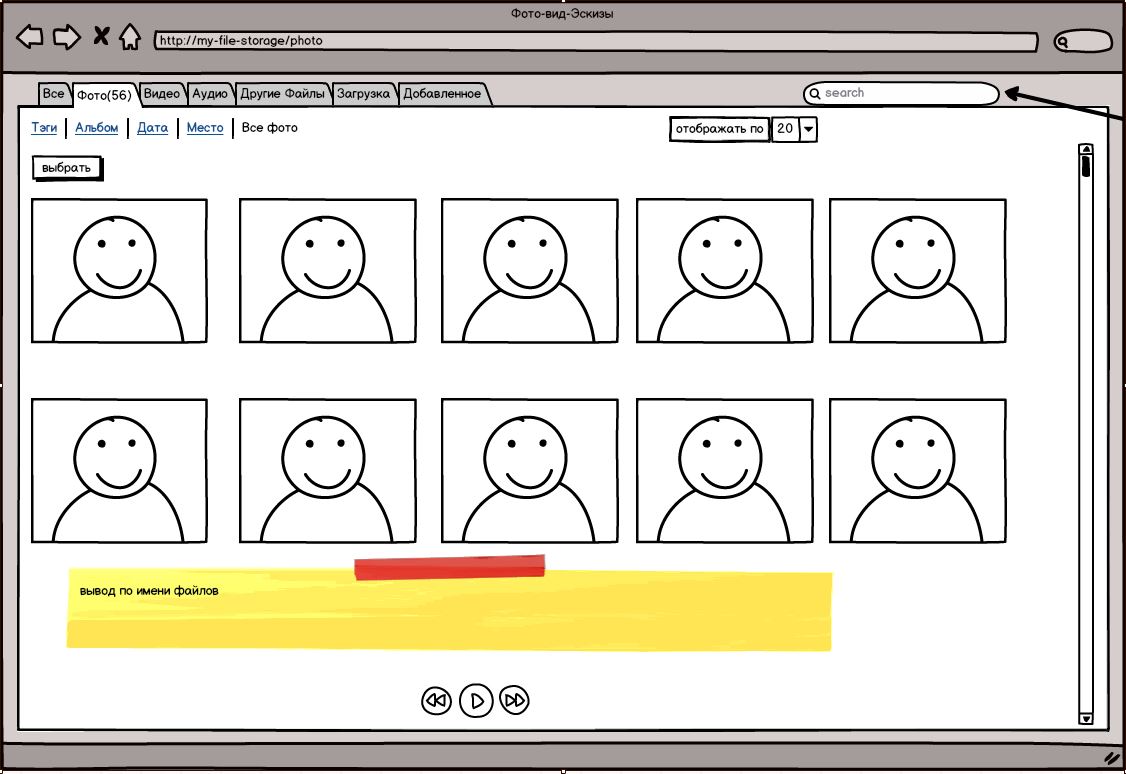 Фото-вид-Эскизы
http://my-file-storage/photo
Все Фото(56) Видео Аудио Другие Файлы Загрузка Добавленное search
Тэги Альбом Дата Место Все фото отображать по 20
выбрать
вывод по имени файлов